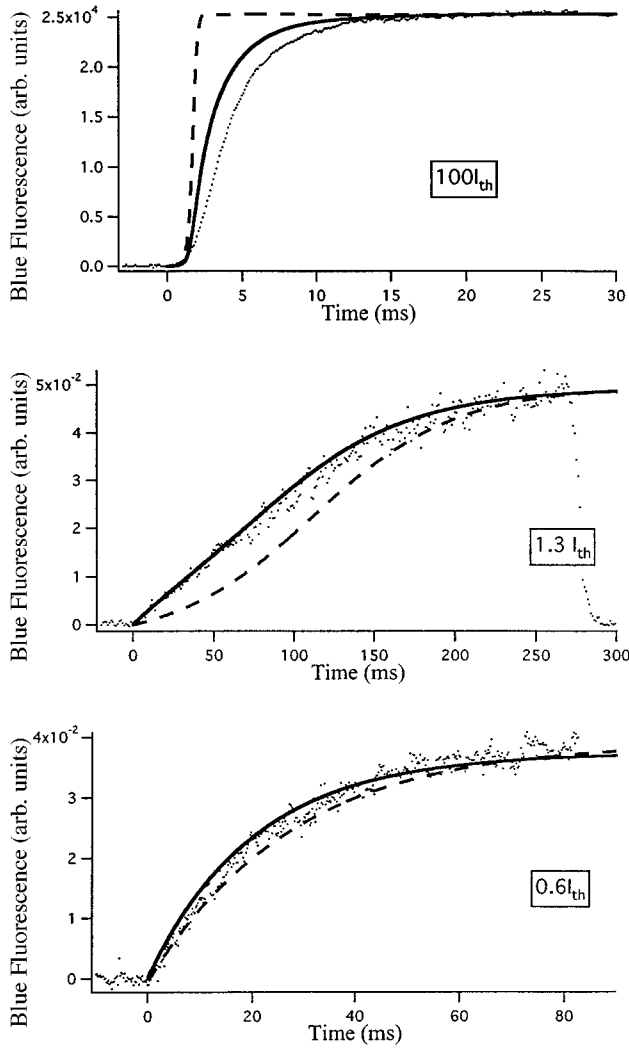 Blue Fluorescence (arb. units)
2.5x10⁴
2.0
1.5
1.0
0.5
0.0
100I_th
0 5 10 15 20 25 30
Time (ms)
Blue Fluorescence (arb. units)
5x10⁻²
4
3
2
1
0
1.3 I_th
0 50 100 150 200 250 300
Time (ms)
Blue Fluorescence (arb. units)
4x10⁻²
3
2
1
0
0.6I_th
0 20 40 60 80
Time (ms)